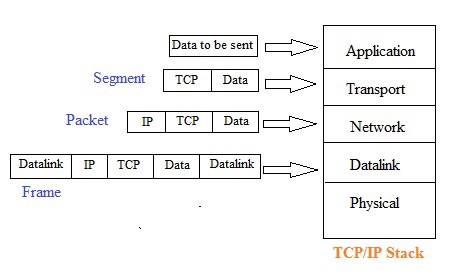 Data to be sent
Application
Segment
TCP Data
Transport
Packet
IP TCP Data
Network
Datalink IP TCP Data Datalink
Datalink
Frame
Physical
TCP/IP Stack